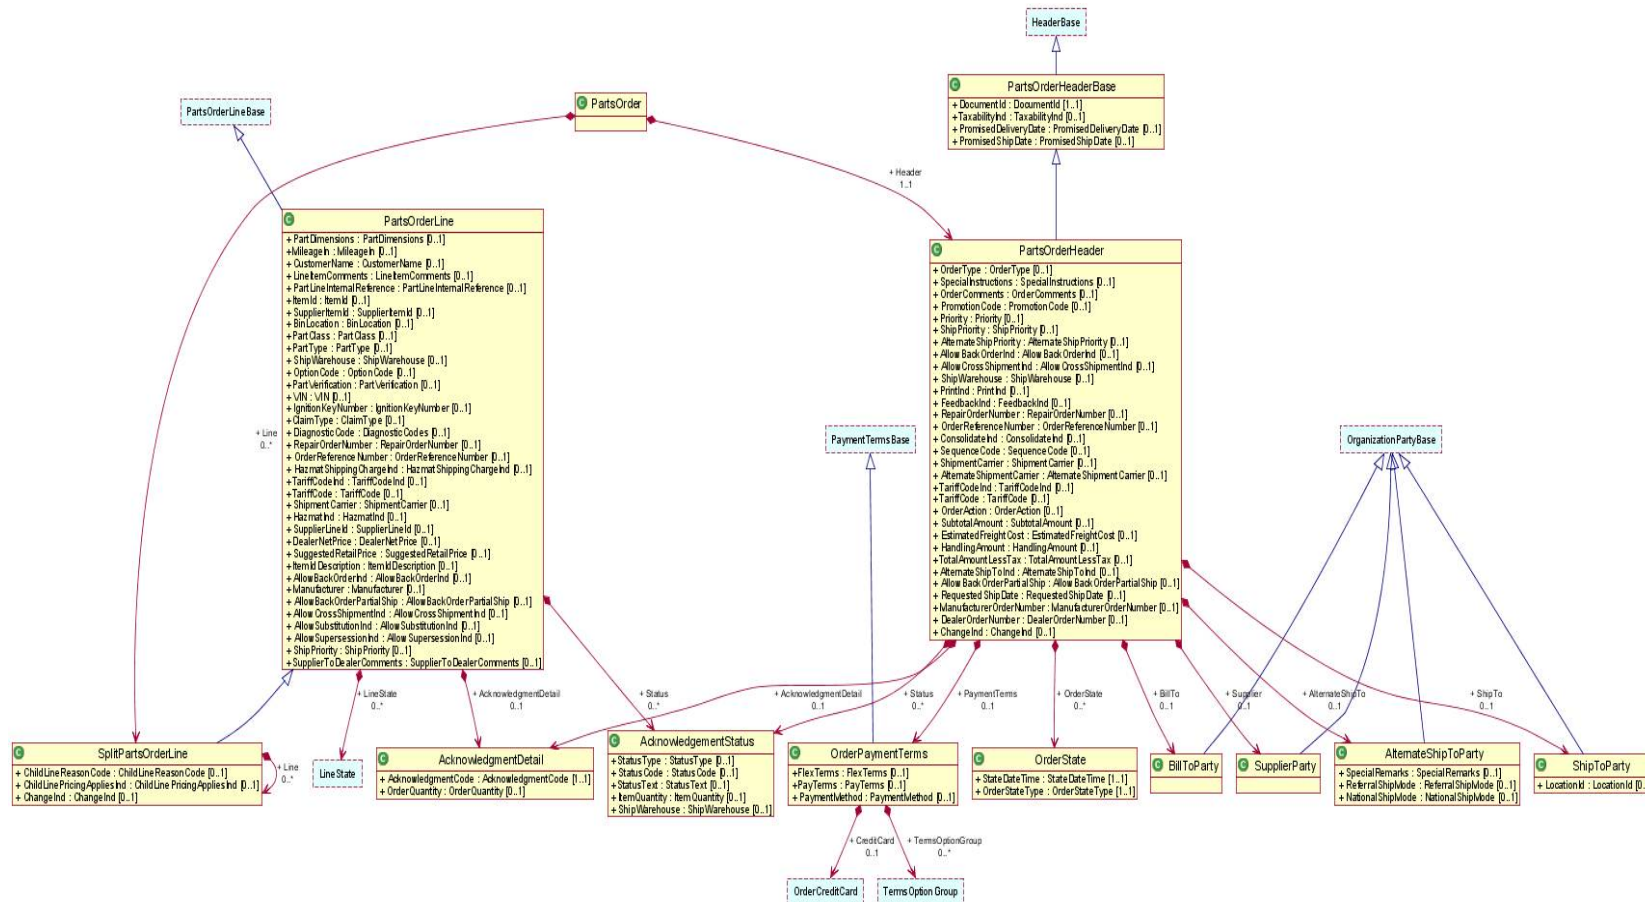 HeaderBase
PartsOrderHeaderBase
+ DocumentId : DocumentId [1..1]
+TaxabilityInd : TaxabilityInd [0..1]
+ PromisedDeliveryDate : PromisedDeliveryDate [0..1]
+ PromisedShipDate : PromisedShipDate [0..1]
PartsOrderLineBase
PartsOrder
+ Header
1..1
PartsOrderLine
+ PartDimensions : PartDimensions [0..1]
+MileageIn : MileageIn [0..1]
+ CustomerName : CustomerName [0..1]
+ LineItemComments : LineItemComments [0..1]
+ PartLineInternalReference : PartLineInternalReference [0..1]
+ ItemId : ItemId [0..1]
+ SupplierItemId : SupplierItemId [0..1]
+ BinLocation : BinLocation [0..1]
+ PartClass : PartClass [0..1]
+ PartType : PartType [0..1]
+ ShipWarehouse : ShipWarehouse [0..1]
+ OptionCode : OptionCode [0..1]
+ PartVerification : PartVerification [0..1]
+ VIN : VIN [0..1]
+ IgnitionKeyNumber : IgnitionKeyNumber [0..1]
+ClaimType : ClaimType [0..1]
+ DiagnosticCode : DiagnosticCodes [0..1]
+ RepairOrderNumber : RepairOrderNumber [0..1]
+ OrderReferenceNumber : OrderReferenceNumber [0..1]
+ HazmatShippingChargeInd : HazmatShippingChargeInd [0..1]
+TariffCodeInd : TariffCodeInd [0..1]
+TariffCode : TariffCode [0..1]
+ ShipmentCarrier : ShipmentCarrier [0..1]
+ HazmatInd : HazmatInd [0..1]
+ SupplierLineId : SupplierLineId [0..1]
+ DealerNetPrice : DealerNetPrice [0..1]
+ SuggestedRetailPrice : SuggestedRetailPrice [0..1]
+ ItemIdDescription : ItemIdDescription [0..1]
+ AllowBackOrderInd : AllowBackOrderInd [0..1]
+Manufacturer : Manufacturer [0..1]
+ AllowBackOrderPartialShip : AllowBackOrderPartialShip [0..1]
+ AllowCrossShipmentInd : AllowCrossShipmentInd [0..1]
+ AllowSubstitutionInd : AllowSubstitutionInd [0..1]
+ AllowSupersessionInd : AllowSupersessionInd [0..1]
+ ShipPriority : ShipPriority [0..1]
+SupplierToDealerComments : SupplierToDealerComments [0..1]
PartsOrderHeader
+ OrderType : OrderType [0..1]
+ SpecialInstructions : SpecialInstructions [0..1]
+ OrderComments : OrderComments [0..1]
+ PromotionCode : PromotionCode [0..1]
+ Priority : Priority [0..1]
+ ShipPriority : ShipPriority [0..1]
+ AlternateShipPriority : AlternateShipPriority [0..1]
+ AllowBackOrderInd : AllowBackOrderInd [0..1]
+ AllowCrossShipmentInd : AllowCrossShipmentInd [0..1]
+ ShipWarehouse : ShipWarehouse [0..1]
+ PrintInd : PrintInd [0..1]
+ FeedbackInd : FeedbackInd [0..1]
+ RepairOrderNumber : RepairOrderNumber [0..1]
+ OrderReferenceNumber : OrderReferenceNumber [0..1]
+ ConsolidateInd : ConsolidateInd [0..1]
+ SequenceCode : SequenceCode [0..1]
+ ShipmentCarrier : ShipmentCarrier [0..1]
+ AlternateShipmentCarrier : AlternateShipmentCarrier [0..1]
+TariffCodeInd : TariffCodeInd [0..1]
+TariffCode : TariffCode [0..1]
+ OrderAction : OrderAction [0..1]
+ SubtotalAmount : SubtotalAmount [0..1]
+ EstimatedFreightCost : EstimatedFreightCost [0..1]
+ HandlingAmount : HandlingAmount [0..1]
+TotalAmountLessTax : TotalAmountLessTax [0..1]
+ AlternateShipToInd : AlternateShipToInd [0..1]
+ AllowBackOrderPartialShip : AllowBackOrderPartialShip [0..1]
+ RequestedShipDate : RequestedShipDate [0..1]
+ManufacturerOrderNumber : ManufacturerOrderNumber [0..1]
+ DealerOrderNumber : DealerOrderNumber [0..1]
+ ChangeInd : ChangeInd [0..1]
+ Line
0..*
PaymentTermsBase
OrganizationPartyBase
+ LineState
0..*
+ AcknowledgmentDetail
0..1
+ Status
0..*
+ AcknowledgmentDetail
0..1
+ Status
0..*
+ PaymentTerms
0..1
+ OrderState
0..*
+ BillTo
0..1
+ Supplier
0..1
+ AlternateShipTo
0..1
+ ShipTo
0..1
SplitPartsOrderLine
+ ChildLineReasonCode : ChildLineReasonCode [0..1]
+ ChildLinePricingAppliesInd : ChildLinePricingAppliesInd [0..1]
+ ChangeInd : ChangeInd [0..1]
+ Line
0..*
LineState
AcknowledgmentDetail
+ AcknowledgmentCode : AcknowledgmentCode [1..1]
+ OrderQuantity : OrderQuantity [0..1]
AcknowledgementStatus
+ StatusType : StatusType [0..1]
+ StatusCode : StatusCode [0..1]
+ StatusText : StatusText [0..1]
+ ItemQuantity : ItemQuantity [0..1]
+ ShipWarehouse : ShipWarehouse [0..1]
OrderPaymentTerms
+FlexTerms : FlexTerms [0..1]
+PayTerms : PayTerms [0..1]
+ PaymentMethod : PaymentMethod [0..1]
OrderState
+ StateDateTime : StateDateTime [1..1]
+ OrderStateType : OrderStateType [1..1]
BillToParty
SupplierParty
AlternateShipToParty
+ SpecialRemarks : SpecialRemarks [0..1]
+ ReferralShipMode : ReferralShipMode [0..1]
+ NationalShipMode : NationalShipMode [0..1]
ShipToParty
+ LocationId : LocationId [0..
+ CreditCard
0..1
+ TermsOptionGroup
0..*
OrderCreditCard
TermsOptionGroup